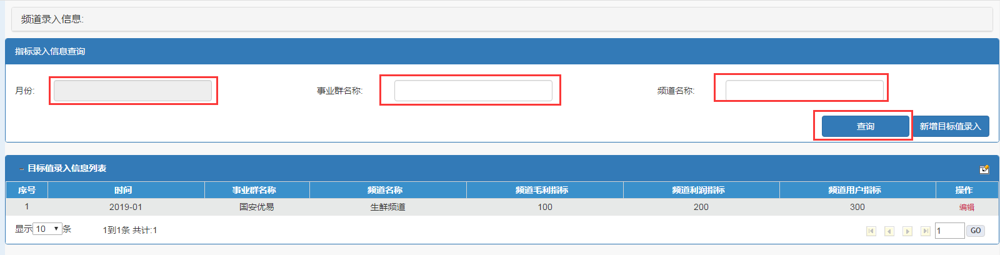 频道录入信息:
指标录入信息查询
月份: 事业群名称: 频道名称:
查询 新增目标值录入
目标值录入信息列表
序号 时间 事业群名称 频道名称 频道毛利指标 频道利润指标 频道用户指标 操作
1 2019-01 国安优易 生鲜频道 100 200 300 编辑
显示 10 条 1到1条 共计:1 1 GO